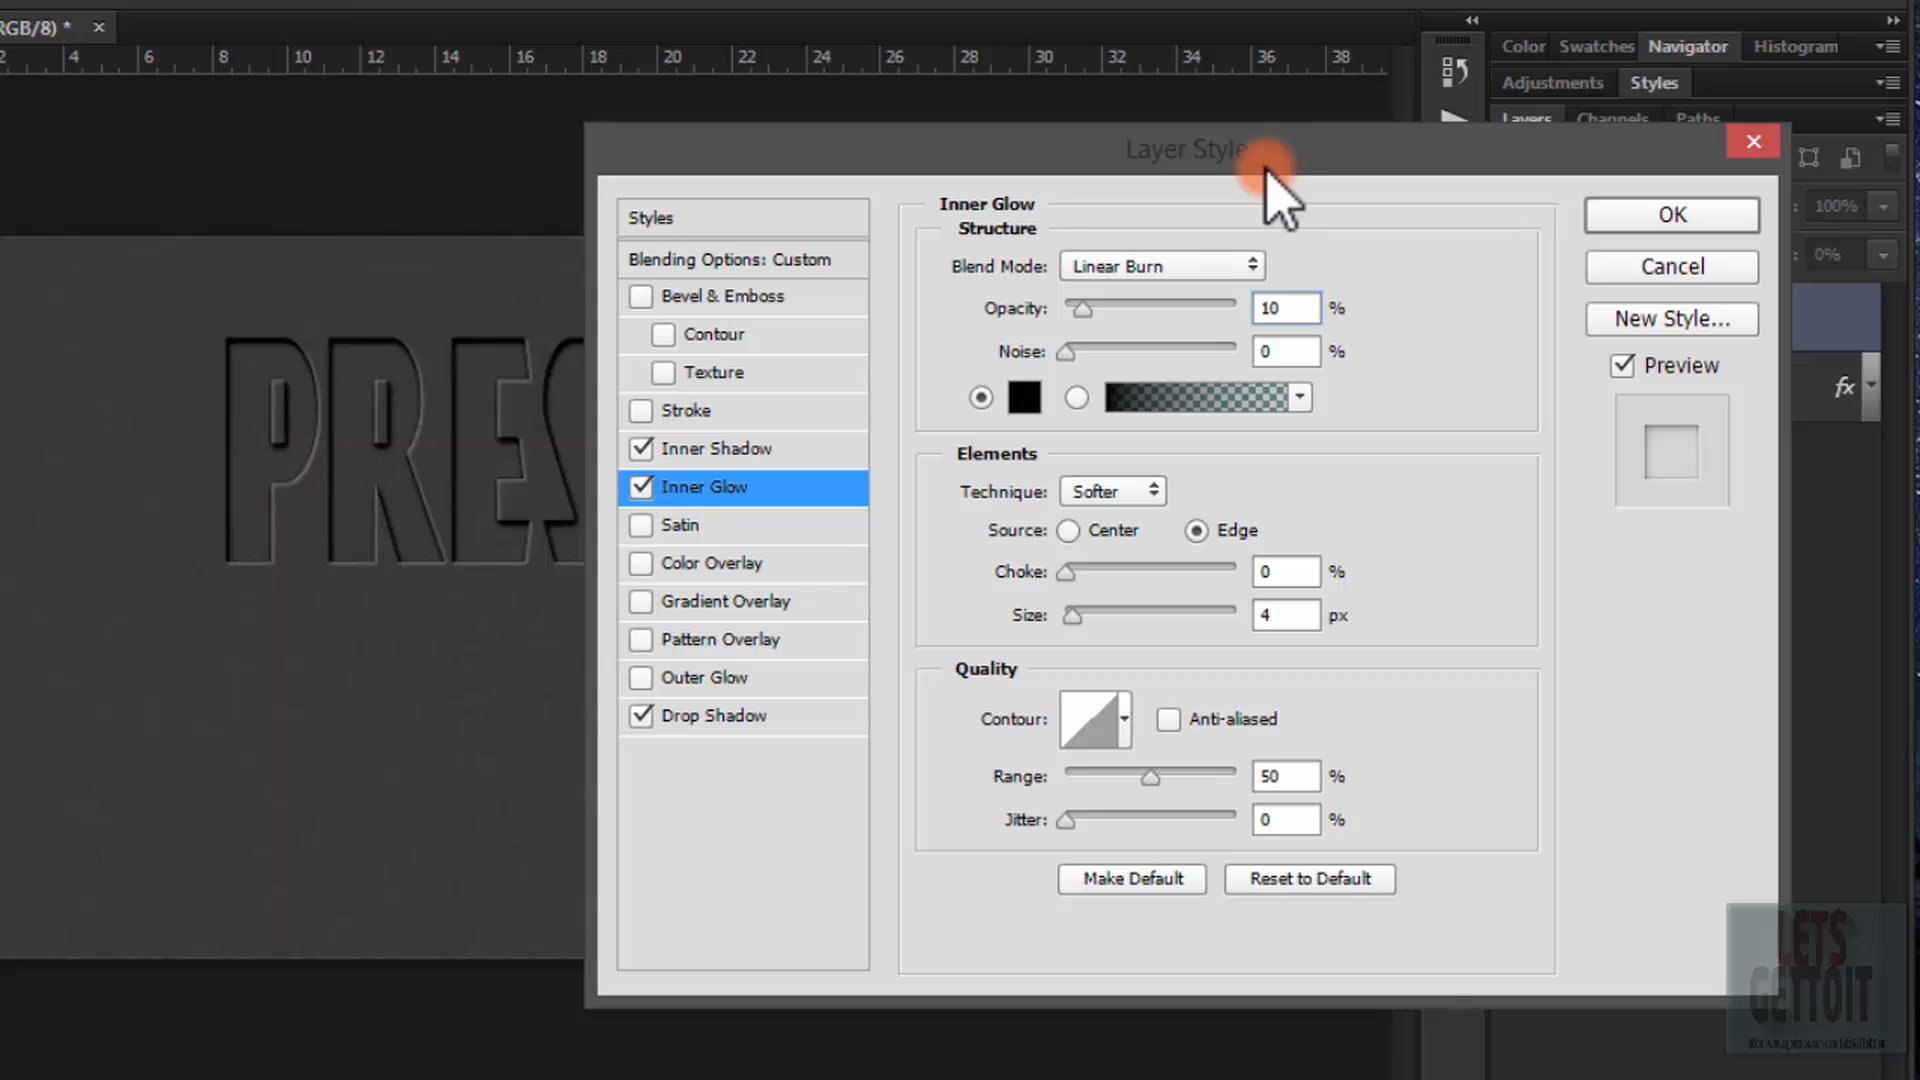 RGB/8) * ×
2 4 6 8 10 12 14 16 18 20 22 24 26 28 30 32 34 36 38
Color Swatches Navigator Histogram
Adjustments Styles
Layers Channels Paths
Layer Style
Styles
Blending Options: Custom
Bevel & Emboss
Contour
Texture
Stroke
Inner Shadow
Inner Glow
Satin
Color Overlay
Gradient Overlay
Pattern Overlay
Outer Glow
Drop Shadow
Inner Glow
Structure
Blend Mode: Linear Burn
Opacity: 10 %
Noise: 0 %
Elements
Technique: Softer
Source: Center Edge
Choke: 0 %
Size: 4 px
Quality
Contour: Anti-aliased
Range: 50 %
Jitter: 0 %
Make Default Reset to Default
OK
Cancel
New Style...
Preview
: 100%
: 0%
fx
PRES
LETS
GETTOIT